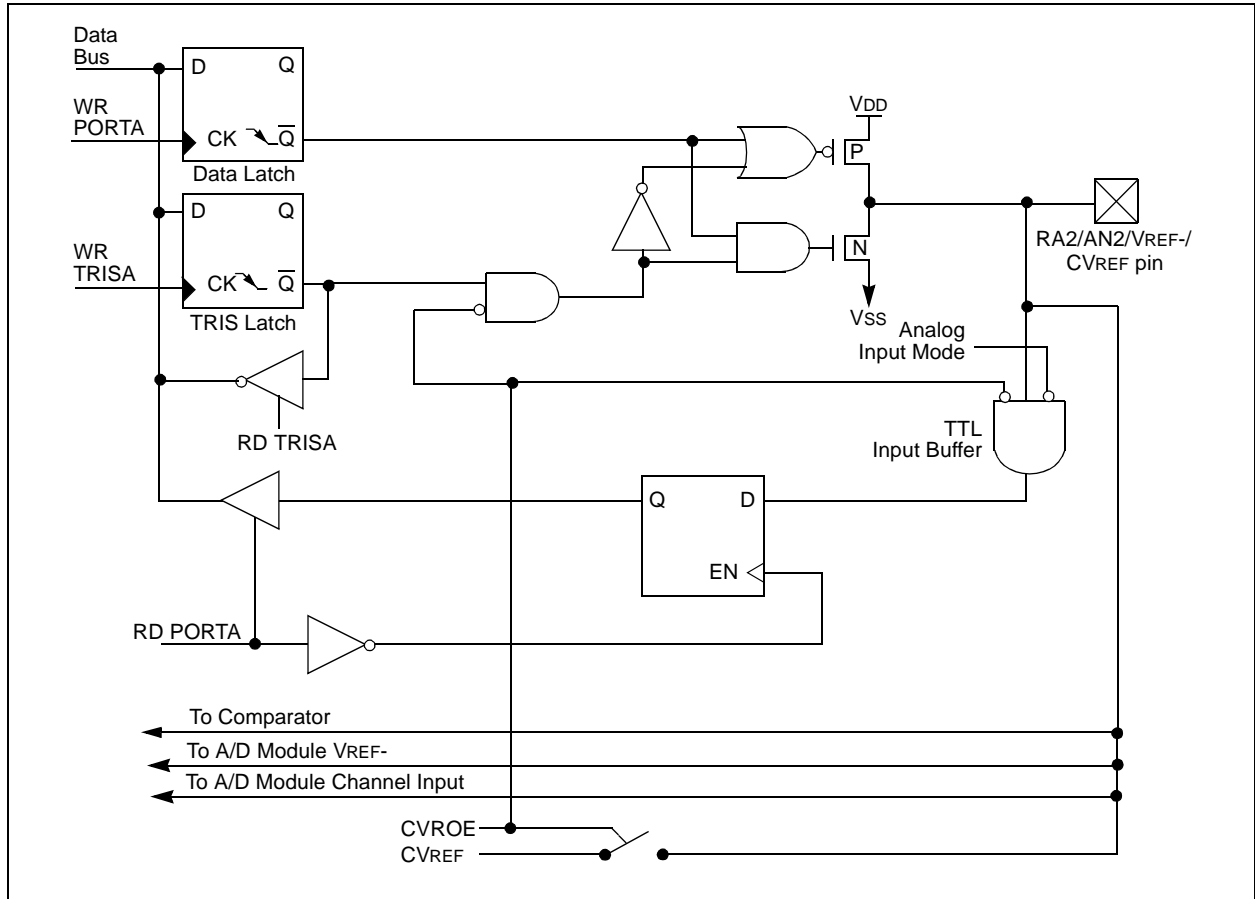 Data
Bus
D Q
WR
PORTA
CK Q̅
Data Latch
VDD
P
D Q
WR
TRISA
CK Q̅
TRIS Latch
N
VSS
RA2/AN2/VREF-/
CVREF pin
Analog
Input Mode
RD TRISA
TTL
Input Buffer
Q D
EN
RD PORTA
To Comparator
To A/D Module VREF-
To A/D Module Channel Input
CVROE
CVREF